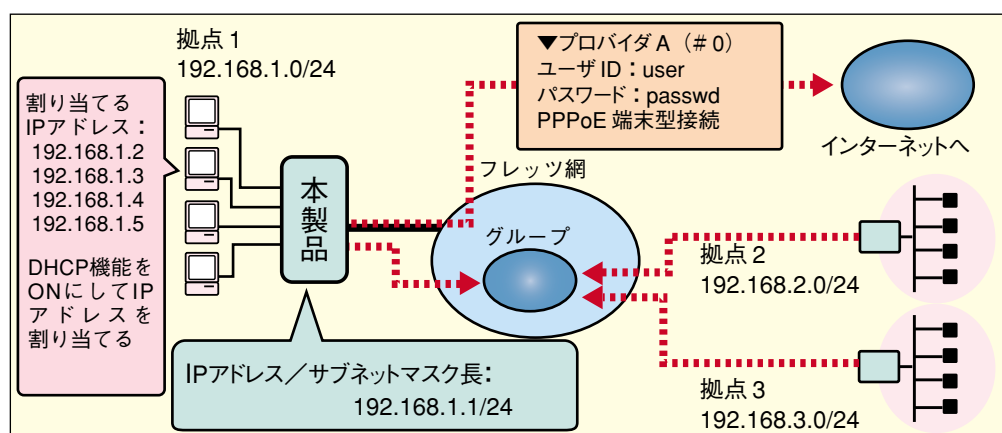 拠点1
192.168.1.0/24
割り当てる
IPアドレス：
192.168.1.2
192.168.1.3
192.168.1.4
192.168.1.5
DHCP機能を
ONにしてIP
アドレスを
割り当てる
本製品
IPアドレス／サブネットマスク長：
192.168.1.1/24
▼プロバイダA（＃0）
ユーザID：user
パスワード：passwd
PPPoE 端末型接続
インターネットへ
フレッツ網
グループ
拠点2
192.168.2.0/24
拠点3
192.168.3.0/24